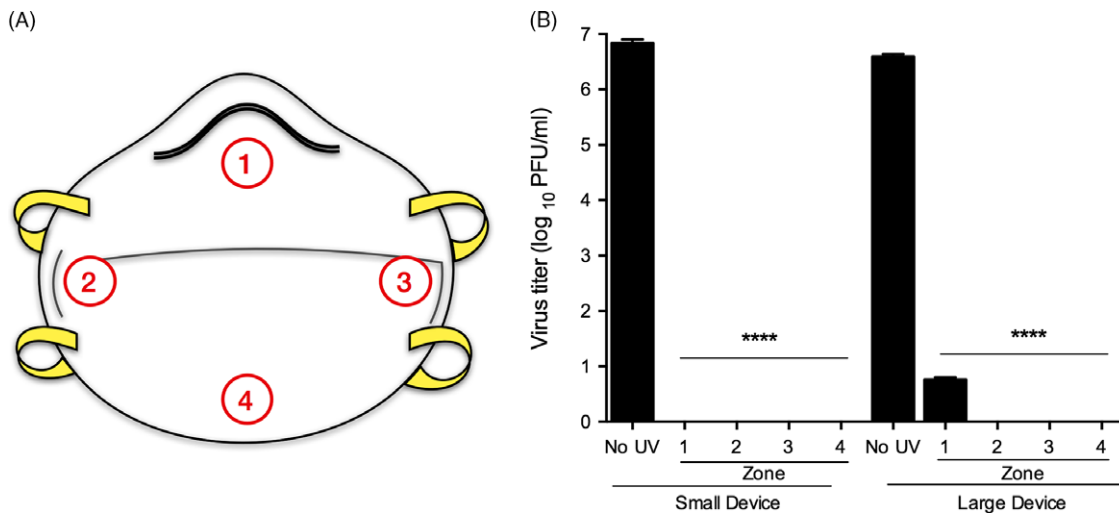 (A)
1
2
3
4
(B)
Virus titer (log 10 PFU/ml)
7
6
5
4
3
2
1
0
**** ****
No UV 1 2 3 4 No UV 1 2 3 4
Zone Zone
Small Device Large Device